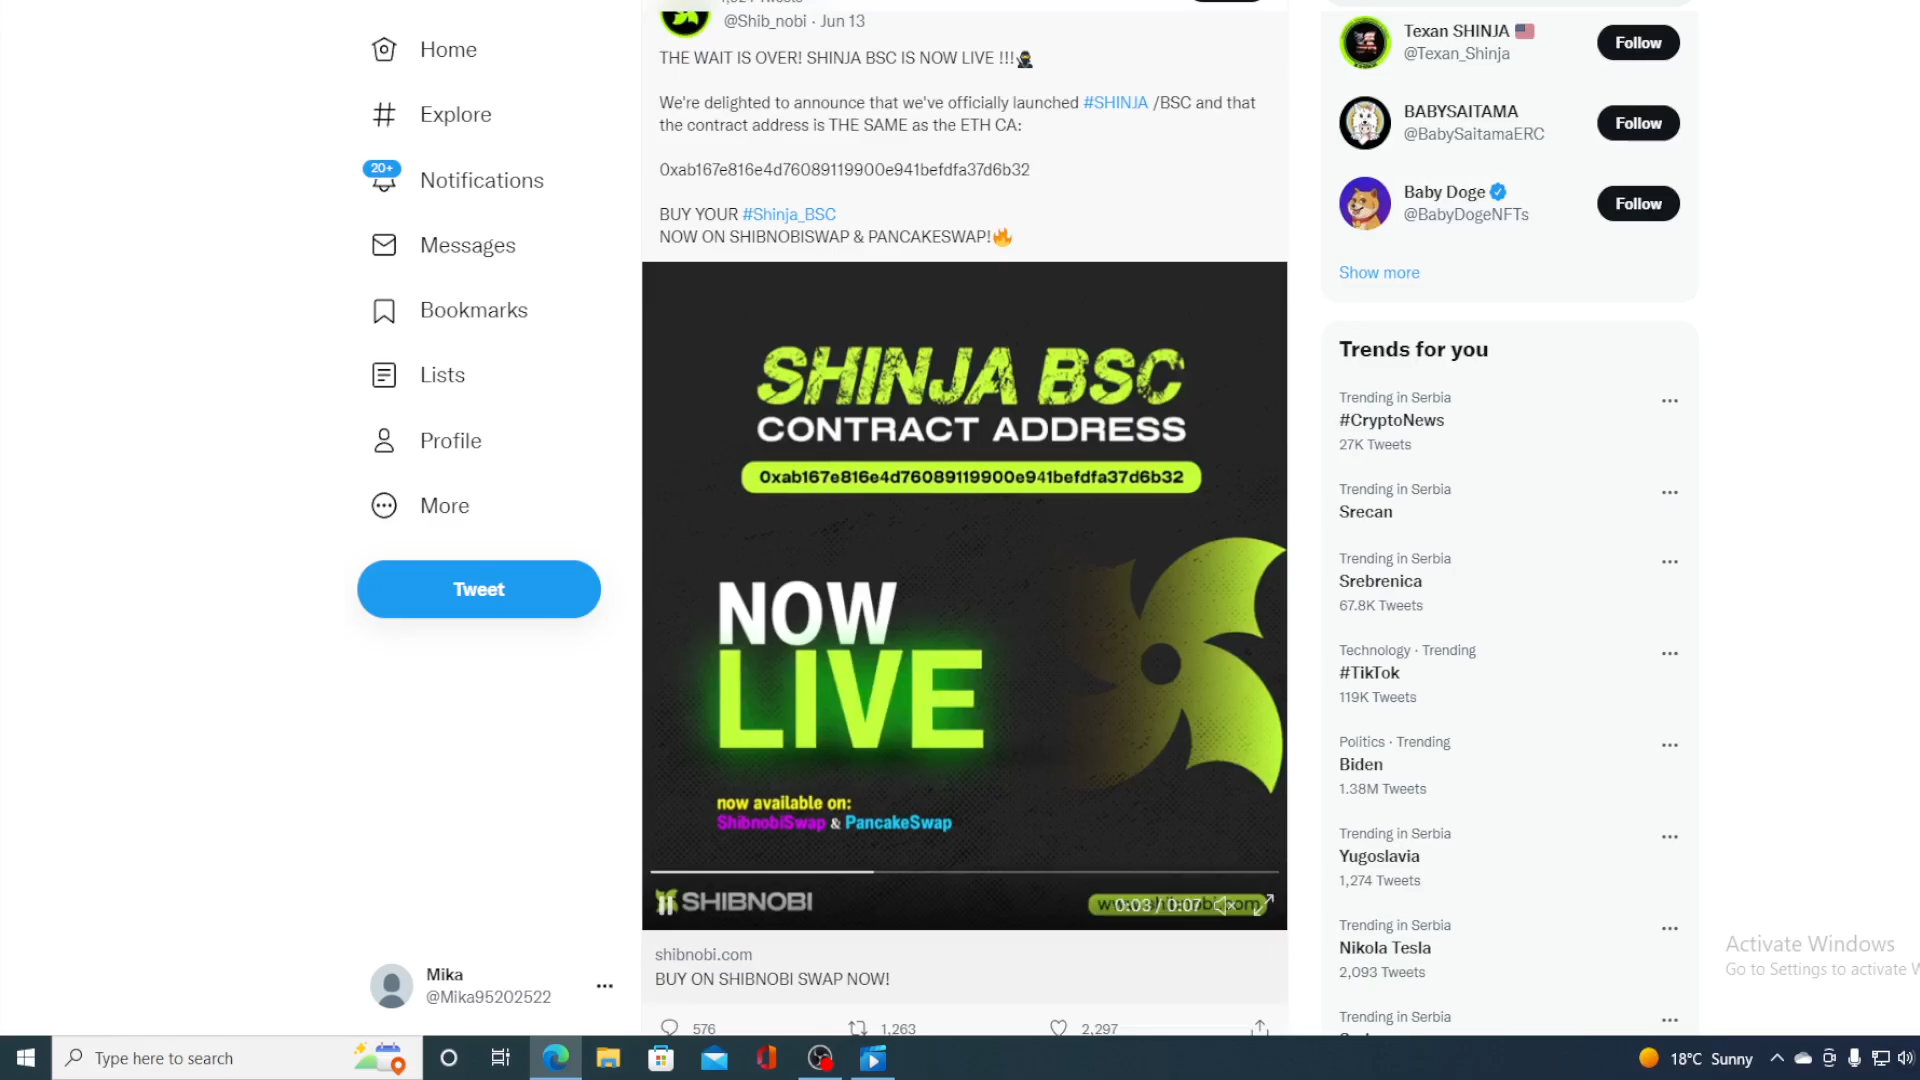 Home
Explore
20+
Notifications
Messages
Bookmarks
Lists
Profile
More
Tweet
Mika
@Mika95202522
@Shib_nobi · Jun 13
THE WAIT IS OVER! SHINJA BSC IS NOW LIVE !!!
We're delighted to announce that we've officially launched #SHINJA /BSC and that
the contract address is THE SAME as the ETH CA:
0xab167e816e4d76089119900e941befdfa37d6b32
BUY YOUR #Shinja_BSC
NOW ON SHIBNOBISWAP & PANCAKESWAP!
SHINJA BSC
CONTRACT ADDRESS
0xab167e816e4d76089119900e941befdfa37d6b32
NOW
LIVE
now available on:
ShibnobiSwap & PancakeSwap
SHIBNOBI
0:03 / 0:07
shibnobi.com
BUY ON SHIBNOBI SWAP NOW!
576
1,263
2,297
Texan SHINJA
@Texan_Shinja
Follow
BABYSAITAMA
@BabySaitamaERC
Follow
Baby Doge
@BabyDogeNFTs
Follow
Show more
Trends for you
Trending in Serbia
#CryptoNews
27K Tweets
Trending in Serbia
Srecan
Trending in Serbia
Srebrenica
67.8K Tweets
Technology · Trending
#TikTok
119K Tweets
Politics · Trending
Biden
1.38M Tweets
Trending in Serbia
Yugoslavia
1,274 Tweets
Trending in Serbia
Nikola Tesla
2,093 Tweets
Trending in Serbia
Activate Windows
Go to Settings to activate W
Type here to search
18°C Sunny